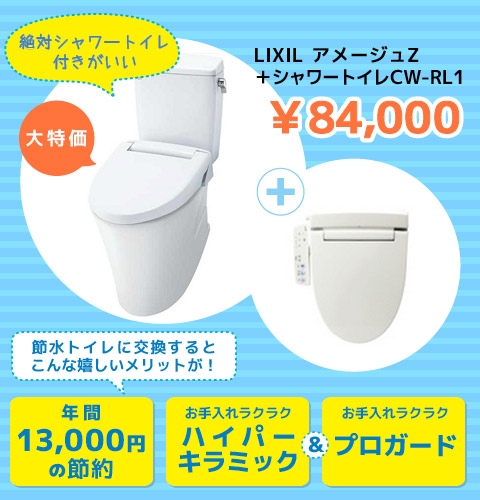 絶対シャワートイレ
付きがいい
LIXIL アメージュZ
＋シャワートイレCW-RL1
￥84,000
大特価
+
節水トイレに交換すると
こんな嬉しいメリットが！
年間
13,000円
の節約
お手入れラクラク
ハイパー
キラミック
&
お手入れラクラク
プロガード